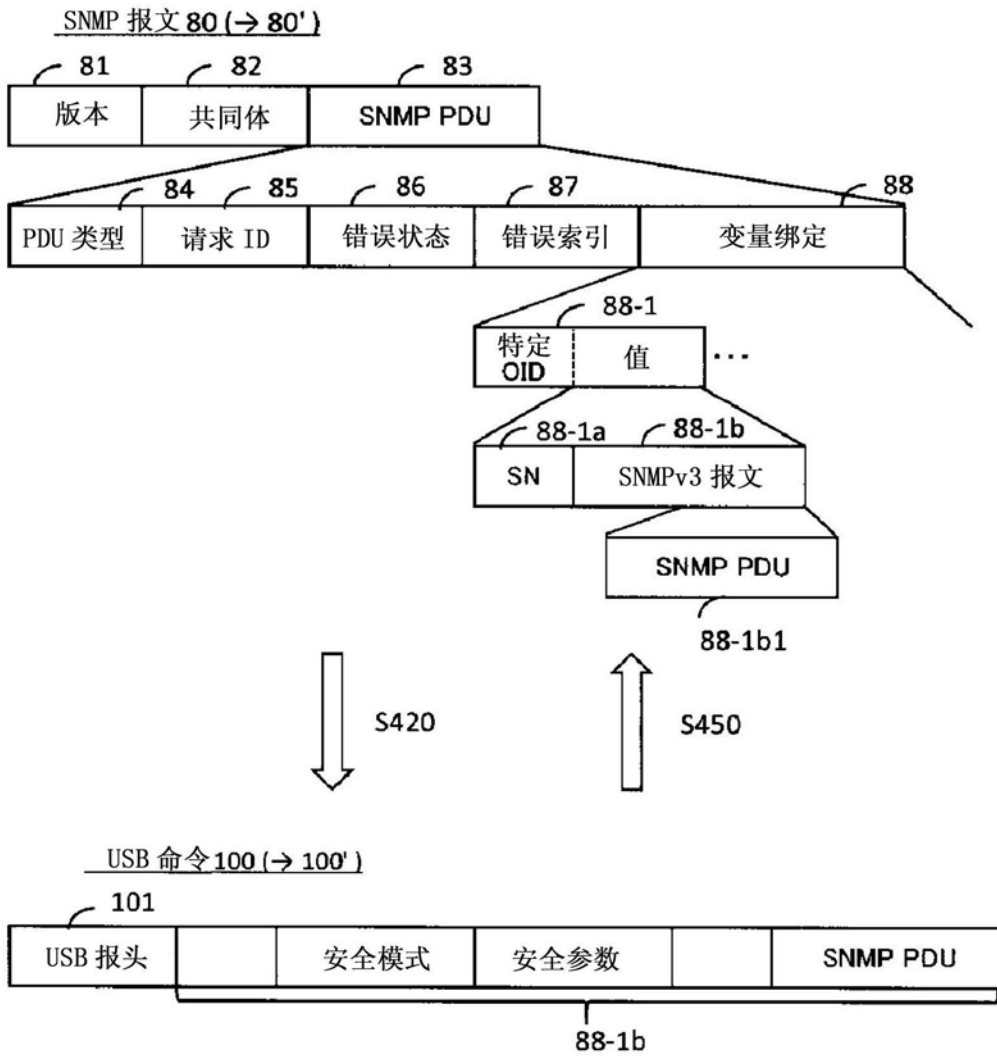 SNMP 报文 80 (→ 80')
81 82 83
版本 共同体 SNMP PDU
84 85 86 87 88
PDU 类型 请求 ID 错误状态 错误索引 变量绑定
88-1
特定 OID 值 ...
88-1a 88-1b
SN SNMPv3 报文
SNMP PDU
88-1b1
S420 S450
USB 命令 100 (→ 100')
101
USB 报头 安全模式 安全参数 SNMP PDU
88-1b